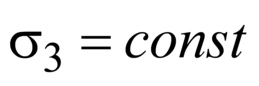 σ₃ = const